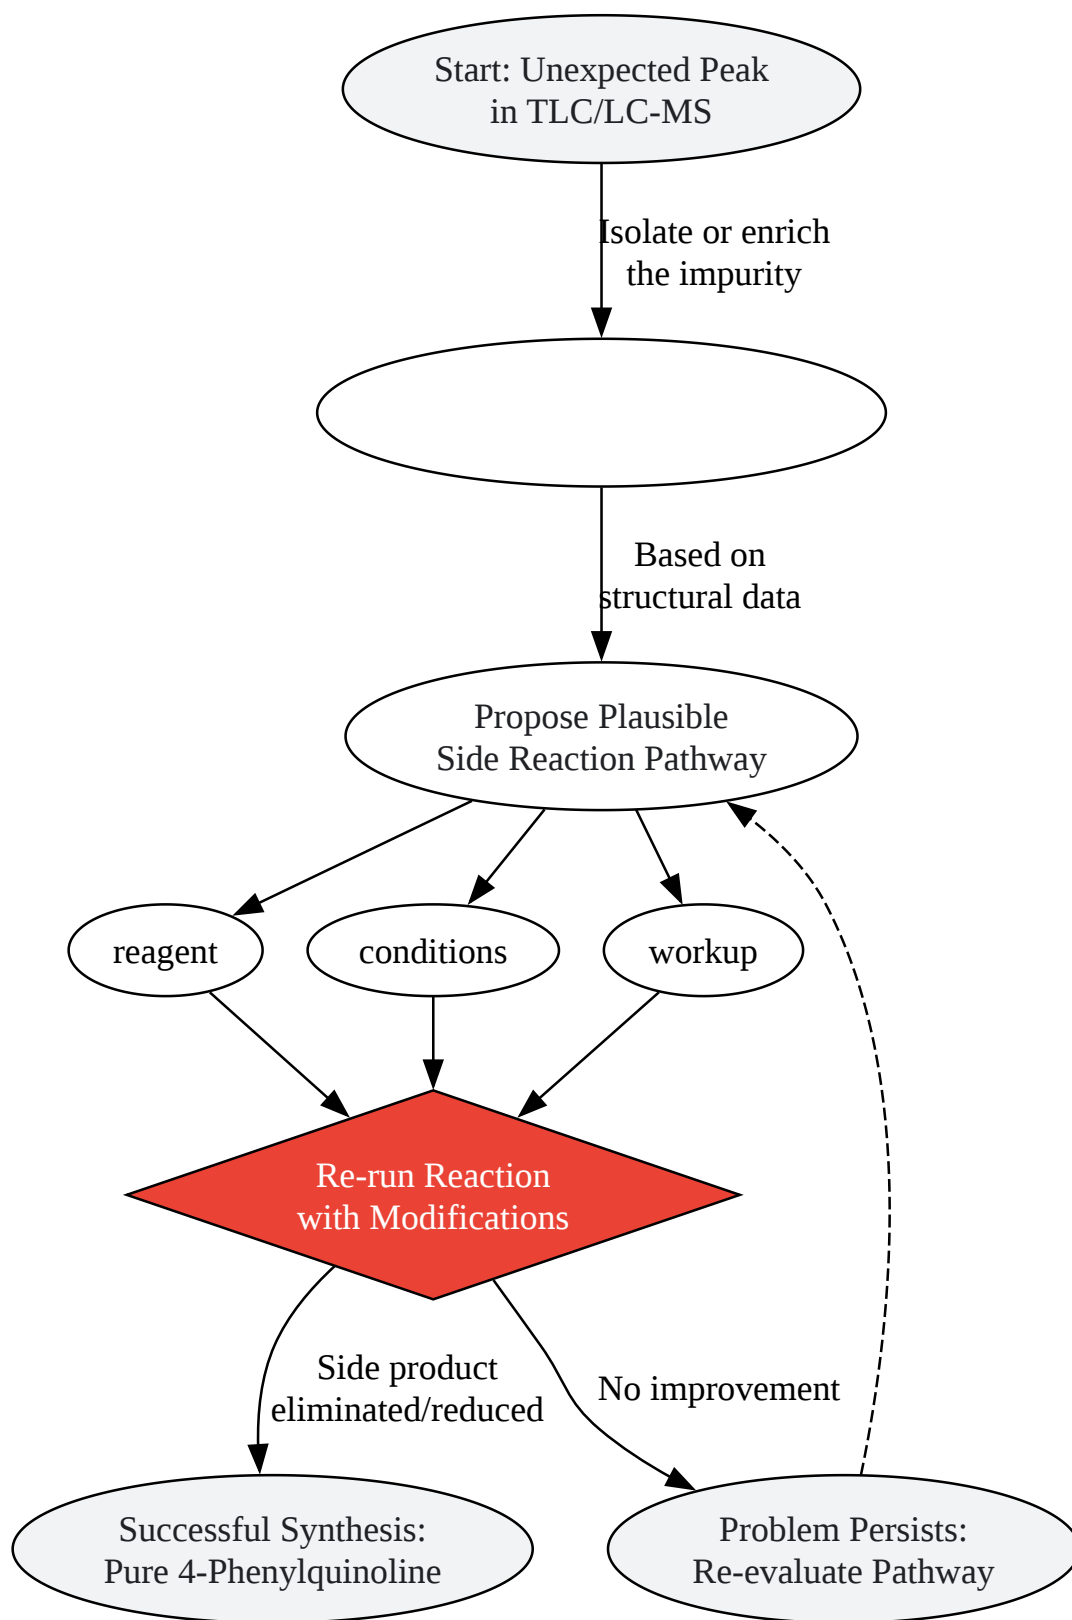 Start: Unexpected Peak
in TLC/LC-MS
Isolate or enrich
the impurity
Based on
structural data
Propose Plausible
Side Reaction Pathway
reagent
conditions
workup
Re-run Reaction
with Modifications
Side product
eliminated/reduced
No improvement
Successful Synthesis:
Pure 4-Phenylquinoline
Problem Persists:
Re-evaluate Pathway